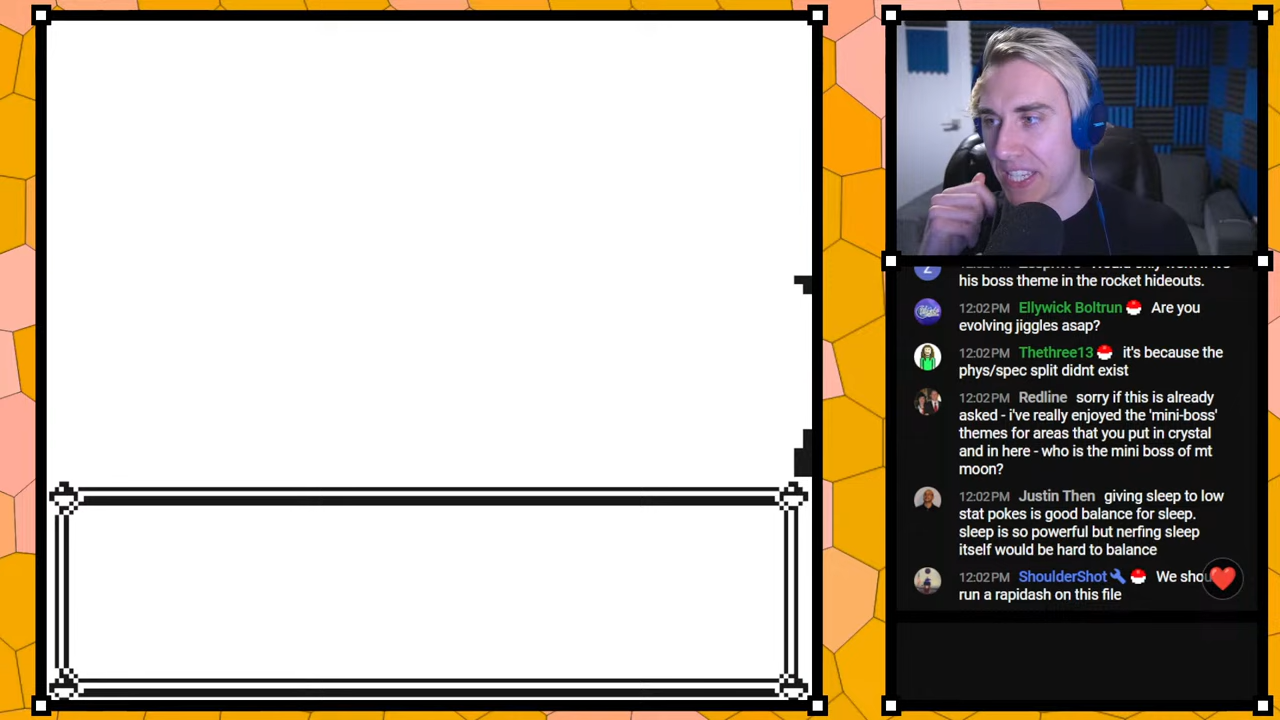 his boss theme in the rocket hideouts.
12:02PM Ellywick Boltrun Are you
evolving jiggles asap?
12:02PM Thethree13 it's because the
phys/spec split didnt exist
12:02PM Redline sorry if this is already
asked - i've really enjoyed the 'mini-boss'
themes for areas that you put in crystal
and in here - who is the mini boss of mt
moon?
12:02PM Justin Then giving sleep to low
stat pokes is good balance for sleep.
sleep is so powerful but nerfing sleep
itself would be hard to balance
12:02PM ShoulderShot We
run a rapidash on this file